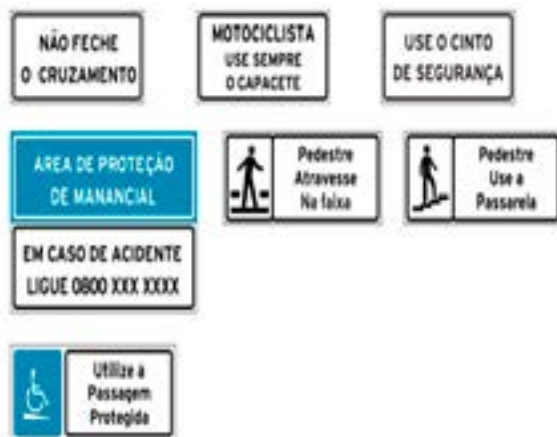 NÃO FECHE
O CRUZAMENTO
MOTOCICLISTA
USE SEMPRE
O CAPACETE
USE O CINTO
DE SEGURANÇA
AREA DE PROTEÇÃO
DE MANANCIAL
EM CASO DE ACIDENTE
LIGUE 0800 XXX XXXX
Pedestre
Atravesse
Na faixa
Pedestre
Use a
Passarela
Utilize a
Passagem
Protegida